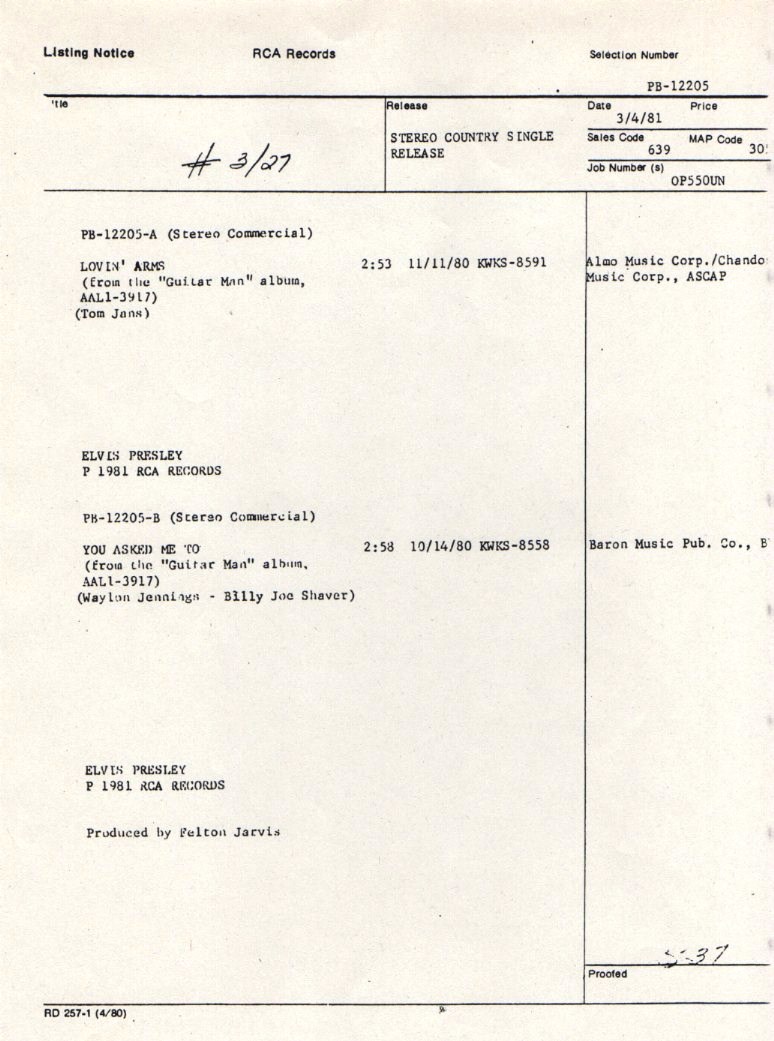 Listing Notice RCA Records Selection Number
PB-12205
Title Release Date Price
3/4/81
# 3/27 STEREO COUNTRY SINGLE RELEASE
Sales Code 639 MAP Code 30
Job Number (s)
OP550UN
PB-12205-A (Stereo Commercial)
LOVIN' ARMS 2:53 11/11/80 KWKS-8591 Almo Music Corp./Chando
(from the "Guitar Man" album, Music Corp., ASCAP
AAL1-3917)
(Tom Jans)
ELVIS PRESLEY
P 1981 RCA RECORDS
PB-12205-B (Stereo Commercial)
YOU ASKED ME TO 2:58 10/14/80 KWKS-8558 Baron Music Pub. Co., B
(from the "Guitar Man" album,
AAL1-3917)
(Waylon Jennings - Billy Joe Shaver)
ELVIS PRESLEY
P 1981 RCA RECORDS
Produced by Felton Jarvis
Proofed
RD 257-1 (4/80)